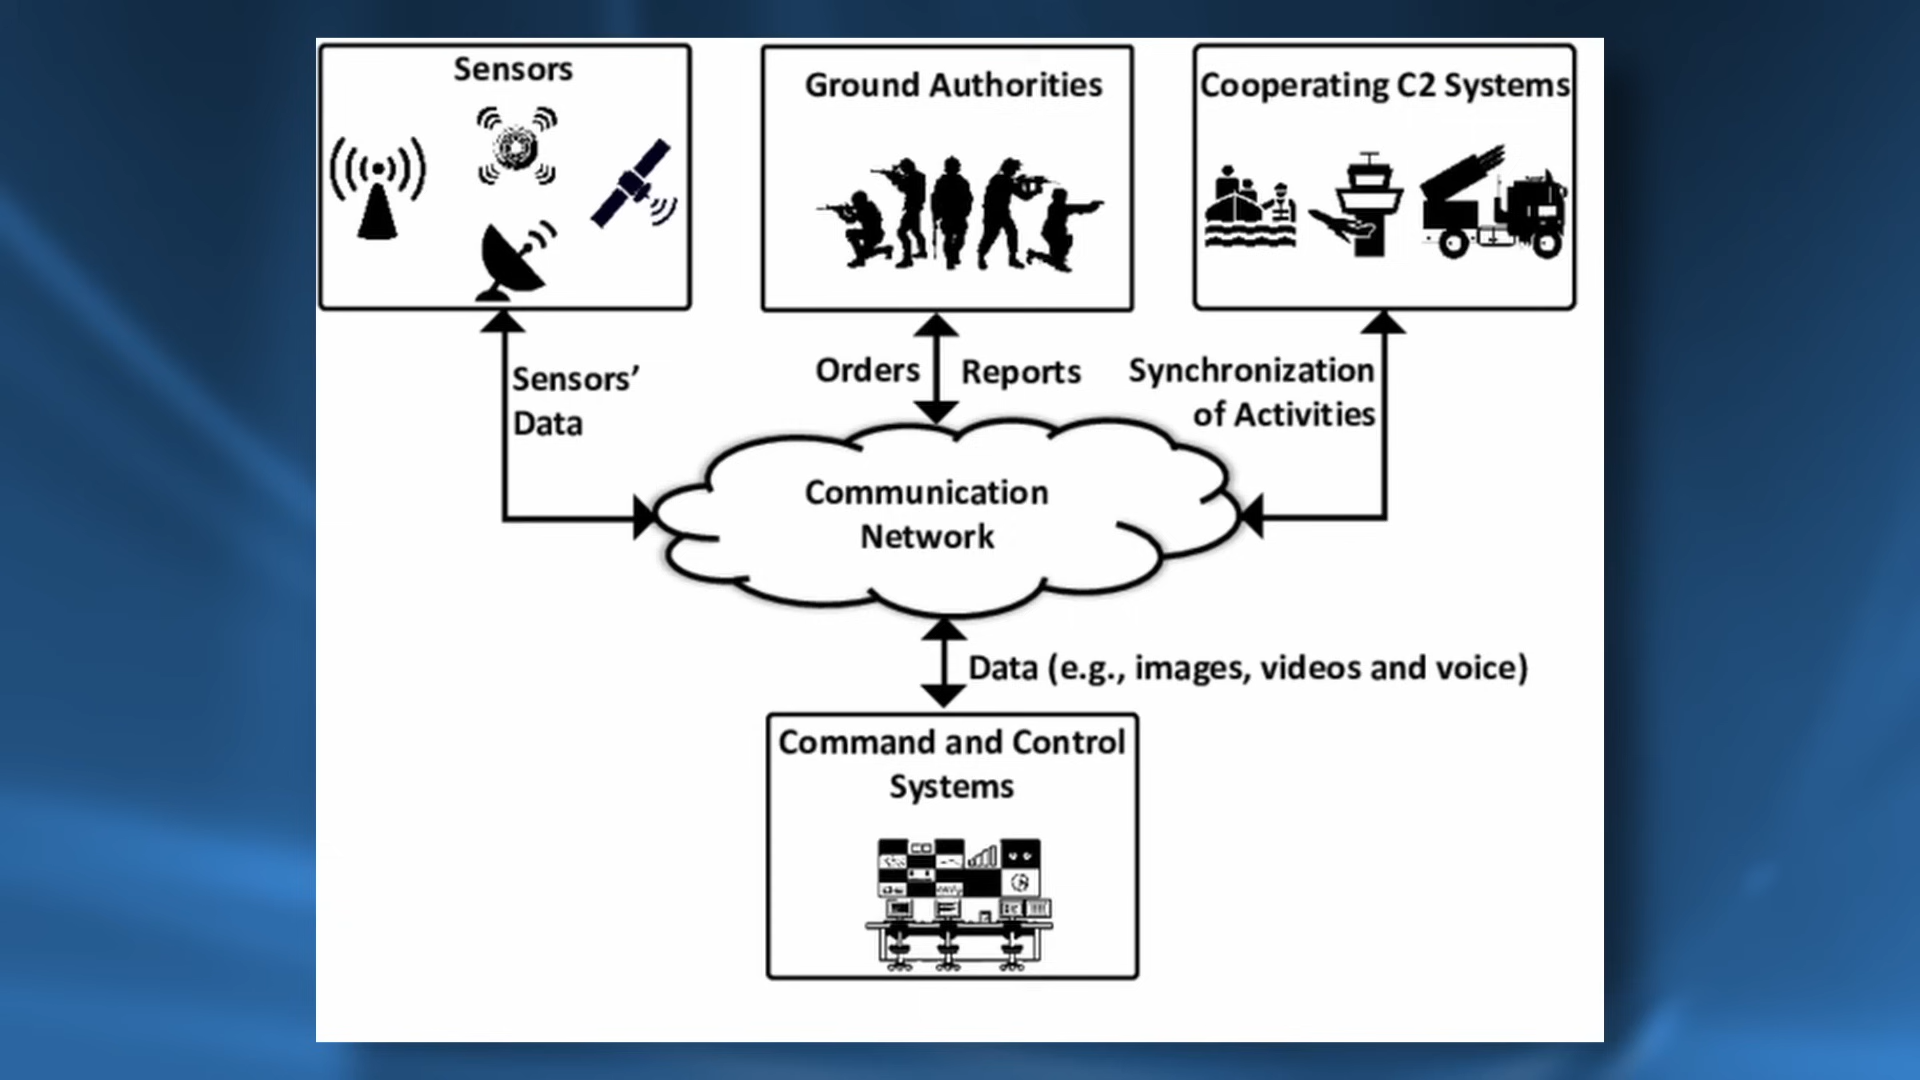 Sensors
Ground Authorities
Cooperating C2 Systems
Sensors’
Data
Orders
Reports
Synchronization
of Activities
Communication
Network
Data (e.g., images, videos and voice)
Command and Control
Systems